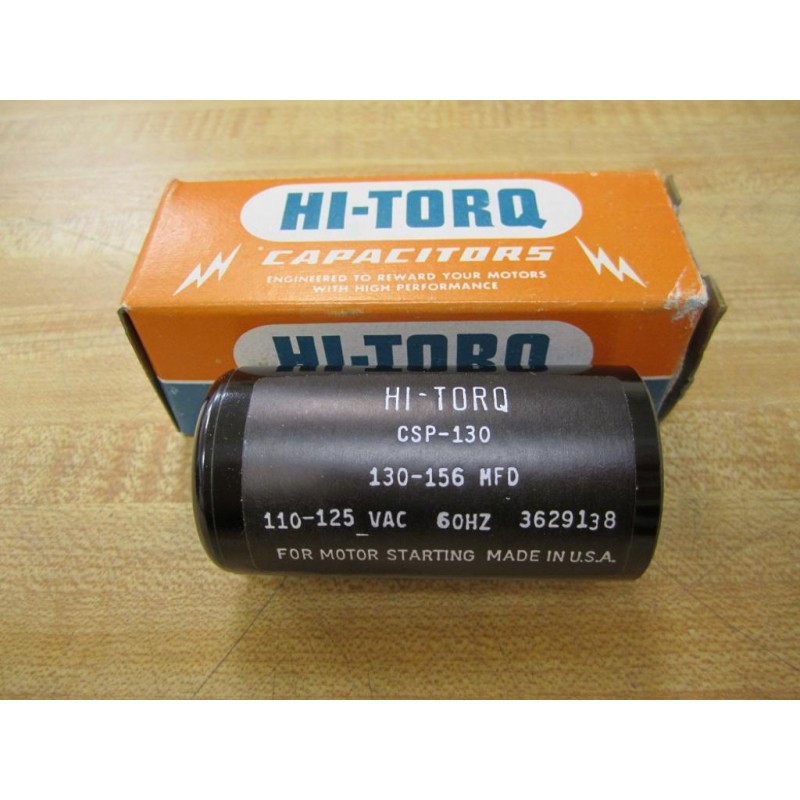 HI-TORQ
CAPACITORS
ENGINEERED TO REWARD YOUR MOTORS
WITH HIGH PERFORMANCE
HI-TORQ
HI-TORQ
CSP-130
130-156 MFD
110-125 VAC 60HZ 3629138
FOR MOTOR STARTING MADE IN U.S.A.